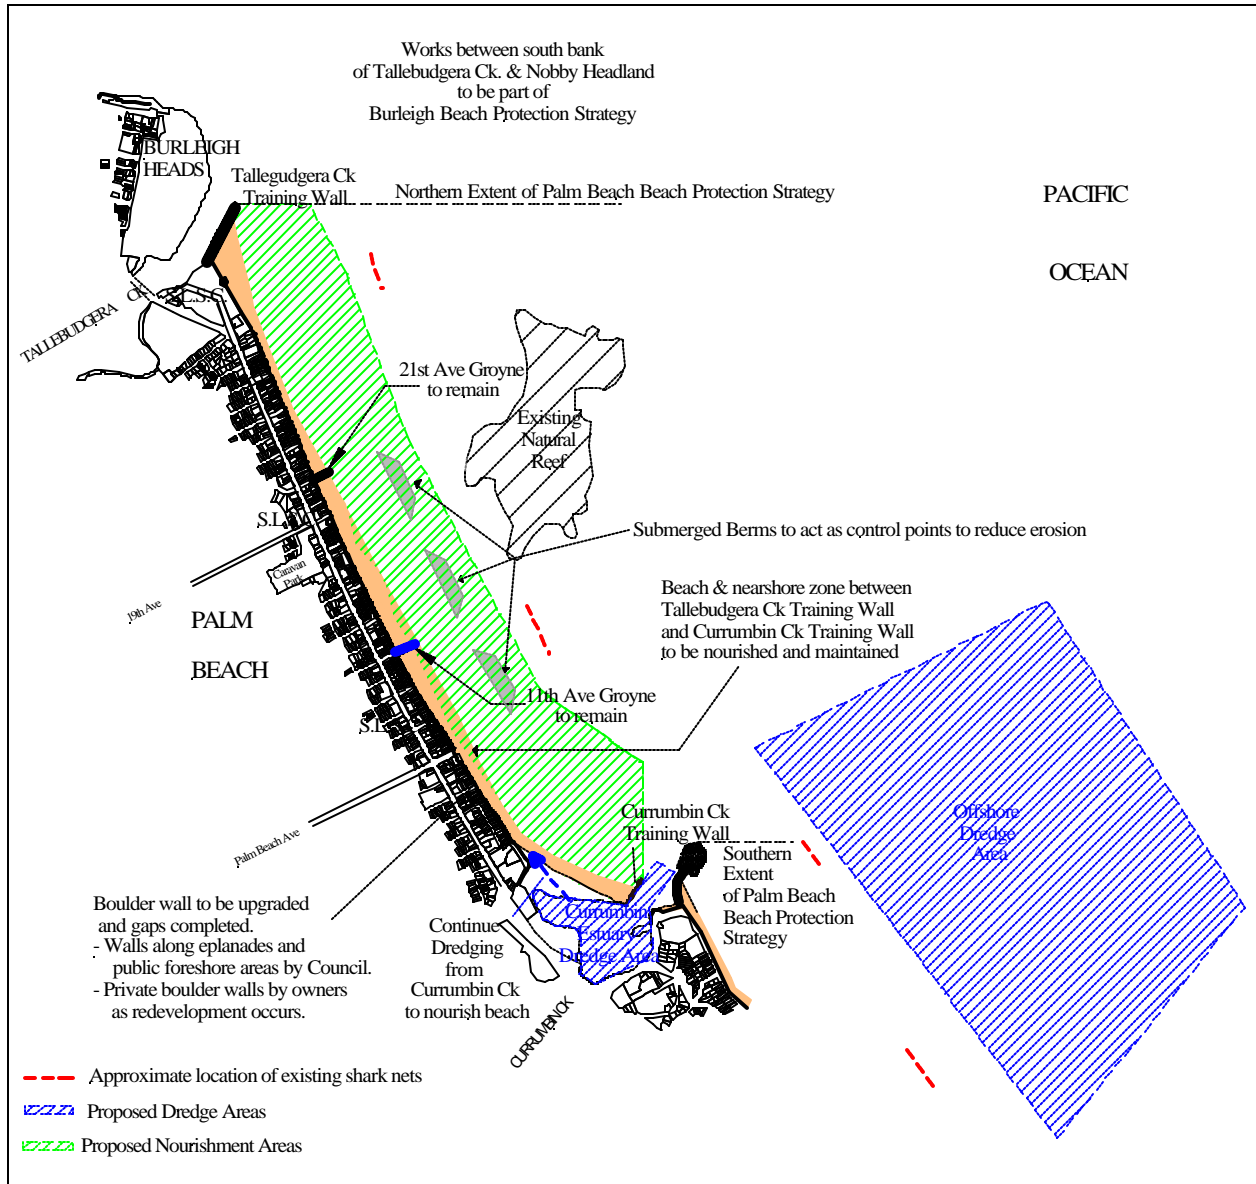 Works between south bank
of Tallebudgera Ck. & Nobby Headland
to be part of
Burleigh Beach Protection Strategy
BURLEIGH
HEADS
Tallegudgera Ck
Training Wall
Northern Extent of Palm Beach Beach Protection Strategy
PACIFIC
OCEAN
TALLEBUDGERA CK.
S.L.S.C.
21st Ave Groyne
to remain
Existing
Natural
Reef
S.L.
Submerged Berms to act as control points to reduce erosion
Caravan
Park
19th Ave
PALM
BEACH
Beach & nearshore zone between
Tallebudgera Ck Training Wall
and Currumbin Ck Training Wall
to be nourished and maintained
11th Ave Groyne
to remain
S.L
Palm Beach Ave
Currumbin Ck
Training Wall
Offshore
Dredge
Area
Southern
Extent
of Palm Beach
Beach Protection
Strategy
Boulder wall to be upgraded
and gaps completed.
- Walls along eplanades and
public foreshore areas by Council.
- Private boulder walls by owners
as redevelopment occurs.
Continue
Dredging
from
Currumbin Ck
to nourish beach
Currumbin
Estuary
Dredge Area
CURRUMBIN CK
Approximate location of existing shark nets
Proposed Dredge Areas
Proposed Nourishment Areas